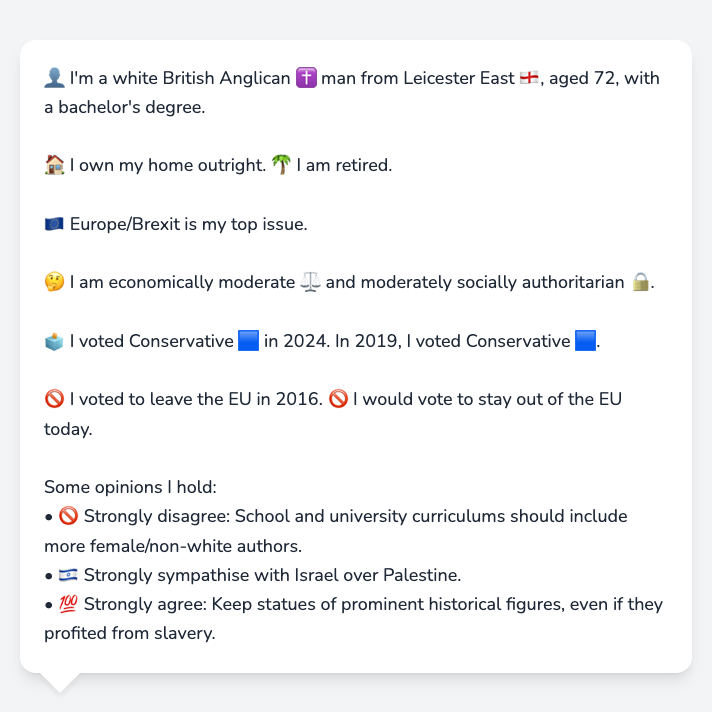 👤 I'm a white British Anglican ✝️ man from Leicester East 🏴󠁧󠁢󠁥󠁮󠁧󠁿, aged 72, with
a bachelor's degree.
🏠 I own my home outright. 🌴 I am retired.
🇪🇺 Europe/Brexit is my top issue.
🤔 I am economically moderate ⚖️ and moderately socially authoritarian 🔒.
🗳️ I voted Conservative 🟦 in 2024. In 2019, I voted Conservative 🟦.
🚫 I voted to leave the EU in 2016. 🚫 I would vote to stay out of the EU
today.
Some opinions I hold:
• 🚫 Strongly disagree: School and university curriculums should include
more female/non-white authors.
• 🇮🇱 Strongly sympathise with Israel over Palestine.
• 💯 Strongly agree: Keep statues of prominent historical figures, even if they
profited from slavery.